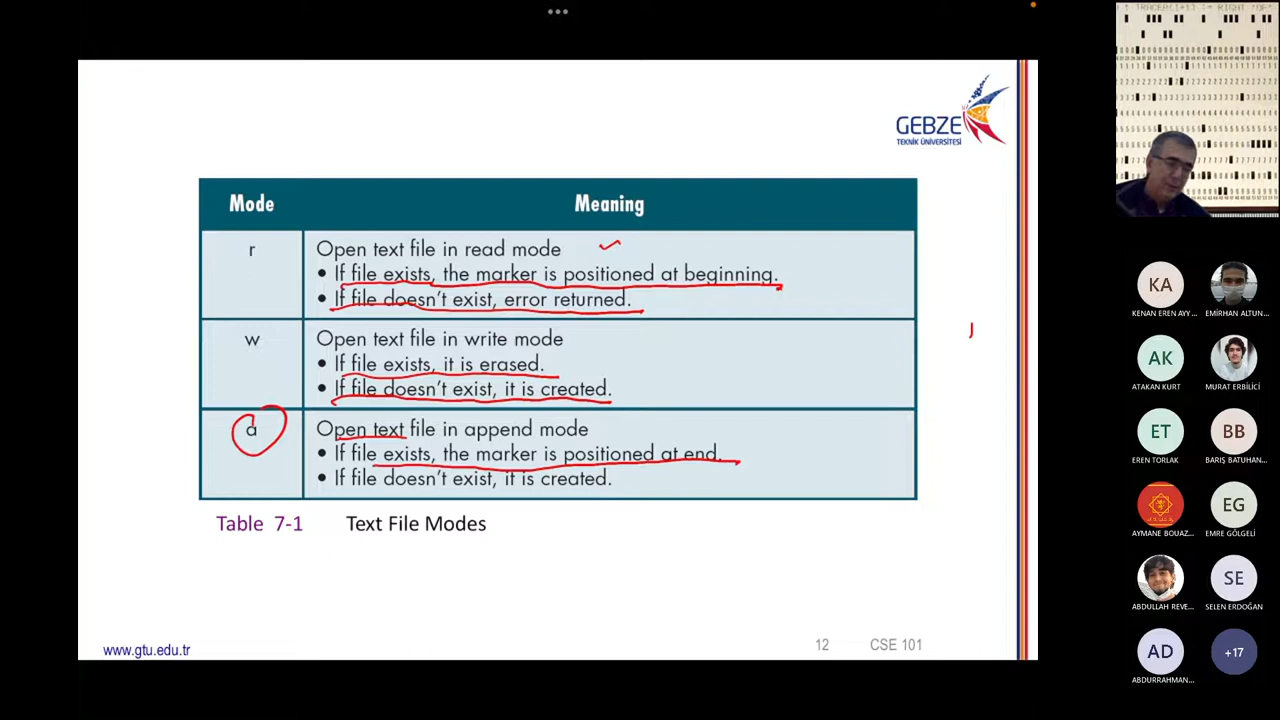 TRACER(I+1) := RIGHT
GEBZE
TEKNİK ÜNİVERSİTESİ
Mode Meaning
r Open text file in read mode
• If file exists, the marker is positioned at beginning.
• If file doesn't exist, error returned.
w Open text file in write mode
• If file exists, it is erased.
• If file doesn't exist, it is created.
a Open text file in append mode
• If file exists, the marker is positioned at end.
• If file doesn't exist, it is created.
Table 7-1 Text File Modes
www.gtu.edu.tr 12 CSE 101
KA
KENAN EREN AYY... EMİRHAN ALTUN...
AK
ATAKAN KURT MURAT ERBİLİCİ
ET BB
EREN TORLAK BARIŞ BATUHAN...
EG
AYMANE BOUAZ... EMRE GÖLGELİ
SE
ABDULLAH REVE... SELEN ERDOĞAN
AD +17
ABDURRAHMAN...